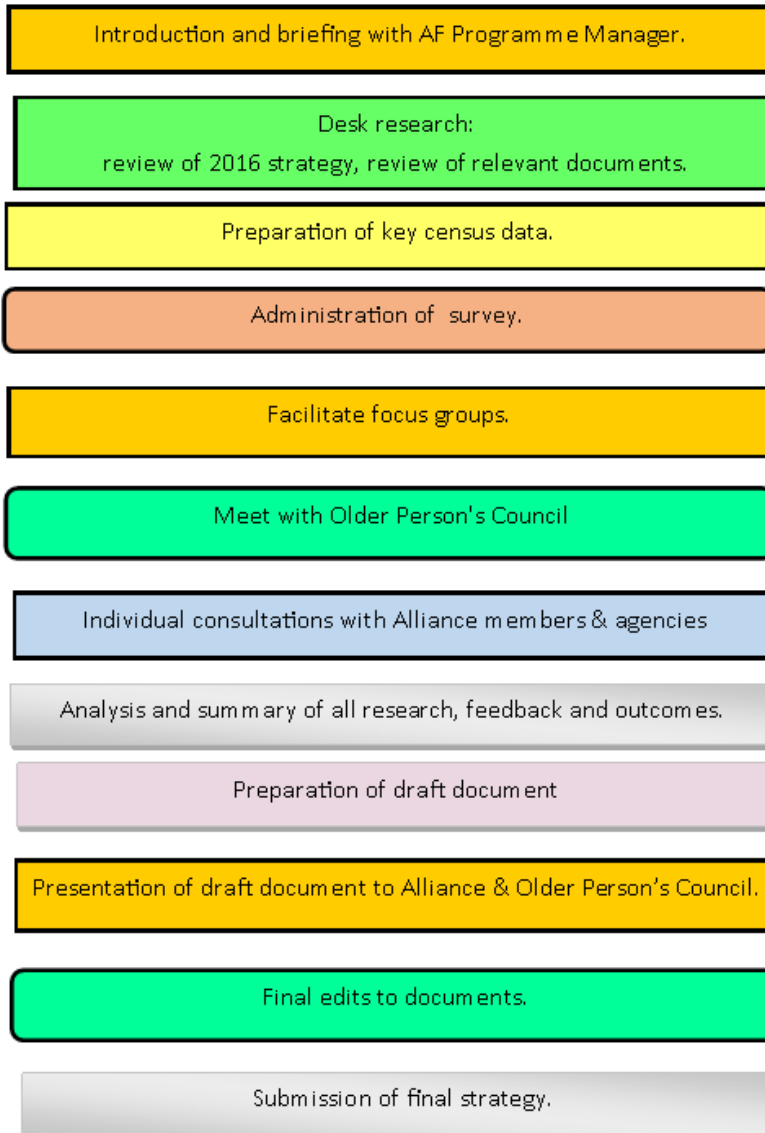 Introduction and briefing with AF Programme Manager.
Desk research:
review of 2016 strategy, review of relevant documents.
Preparation of key census data.
Administration of survey.
Facilitate focus groups.
Meet with Older Person's Council
Individual consultations with Alliance members & agencies
Analysis and summary of all research, feedback and outcomes.
Preparation of draft document
Presentation of draft document to Alliance & Older Person’s Council.
Final edits to documents.
Submission of final strategy.